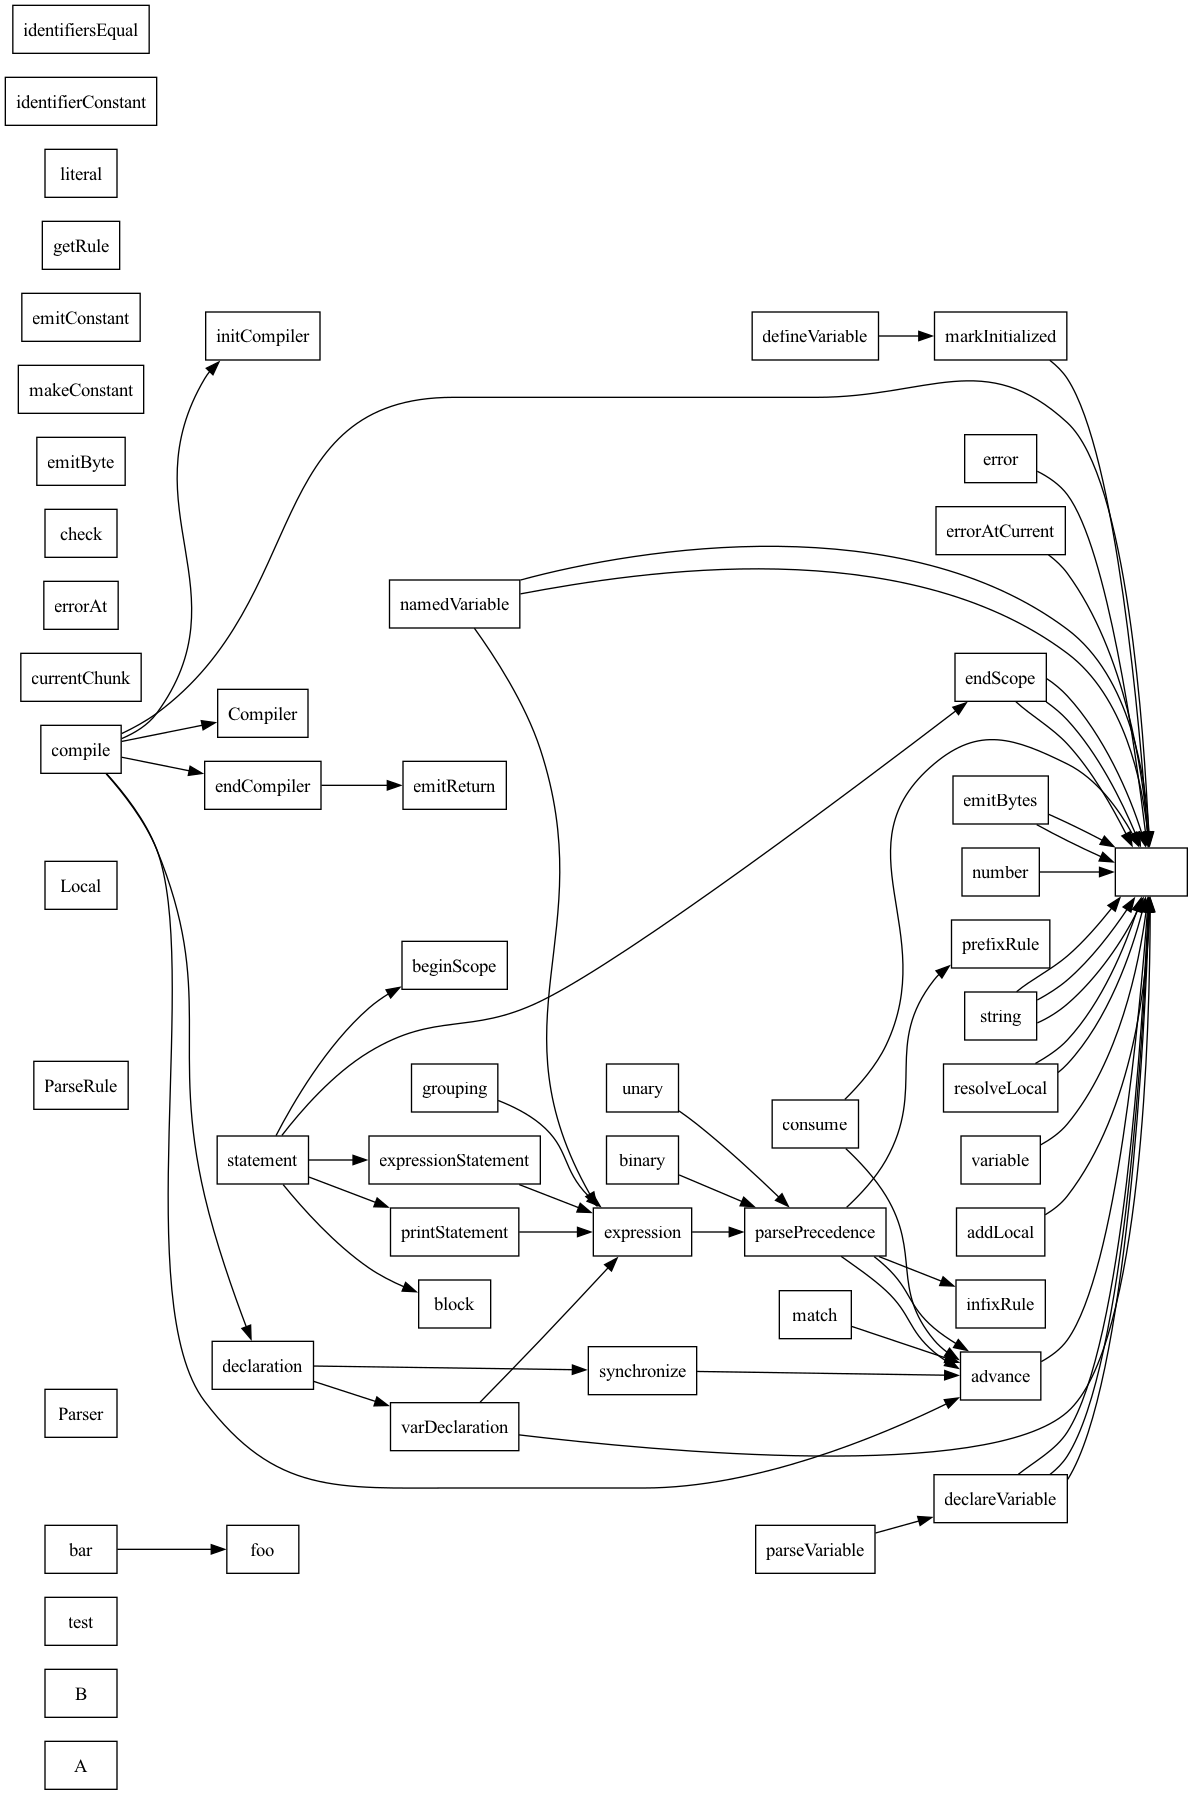 identifiersEqual
identifierConstant
literal
getRule
emitConstant
makeConstant
emitByte
check
errorAt
currentChunk
compile
Local
ParseRule
Parser
bar
test
B
A
initCompiler
Compiler
endCompiler
statement
declaration
foo
namedVariable
emitReturn
beginScope
grouping
expressionStatement
printStatement
block
varDeclaration
unary
binary
expression
synchronize
defineVariable
consume
parsePrecedence
match
parseVariable
markInitialized
error
errorAtCurrent
endScope
emitBytes
number
prefixRule
string
resolveLocal
variable
addLocal
infixRule
advance
declareVariable